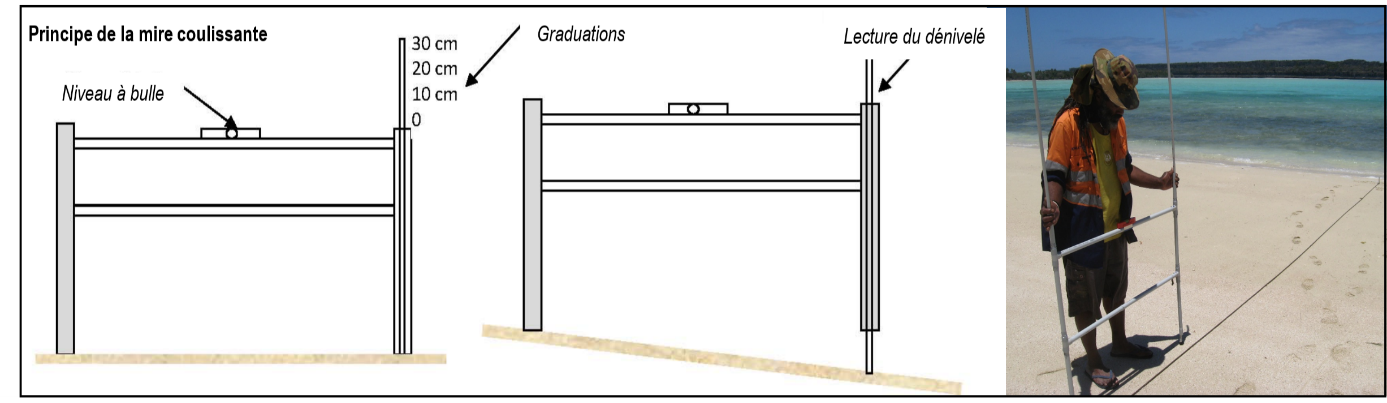 Principe de la mire coulissante
Niveau à bulle
30 cm
20 cm
10 cm
0
Graduations
Lecture du dénivelé